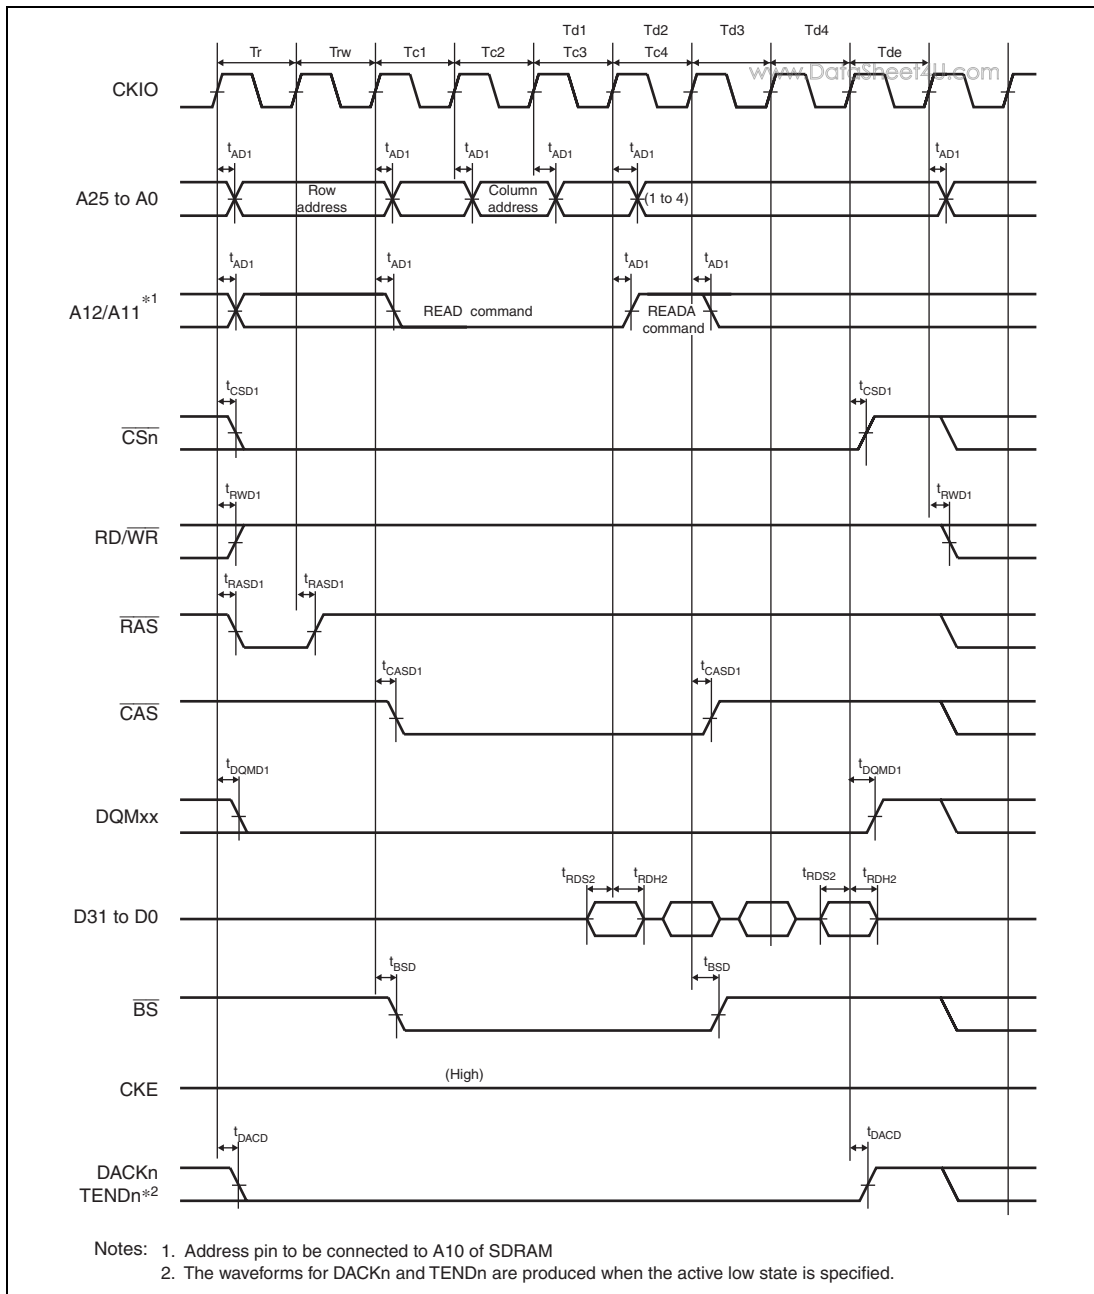 Td1 Td2 Td3 Td4
Tr Trw Tc1 Tc2 Tc3 Tc4 Tde
www.DataSheet4U.com
CKIO
tAD1 tAD1 tAD1 tAD1 tAD1 tAD1
A25 to A0
Row address
Column address
(1 to 4)
tAD1 tAD1 tAD1 tAD1
A12/A11 *1
READ command
READA command
tCSD1 tCSD1
CSn
tRWD1 tRWD1
RD/WR
tRASD1 tRASD1
RAS
tCASD1 tCASD1
CAS
tDQMD1 tDQMD1
DQMxx
tRDS2 tRDH2 tRDS2 tRDH2
D31 to D0
tBSD tBSD
BS
(High)
CKE
tDACD tDACD
DACKn
TENDn*2
Notes: 1. Address pin to be connected to A10 of SDRAM
2. The waveforms for DACKn and TENDn are produced when the active low state is specified.